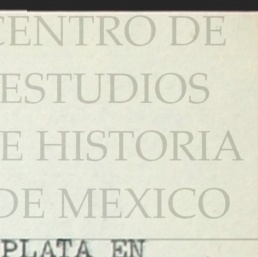 CENTRO DE
ESTUDIOS
E HISTORIA
DE MEXICO
PLATA EN